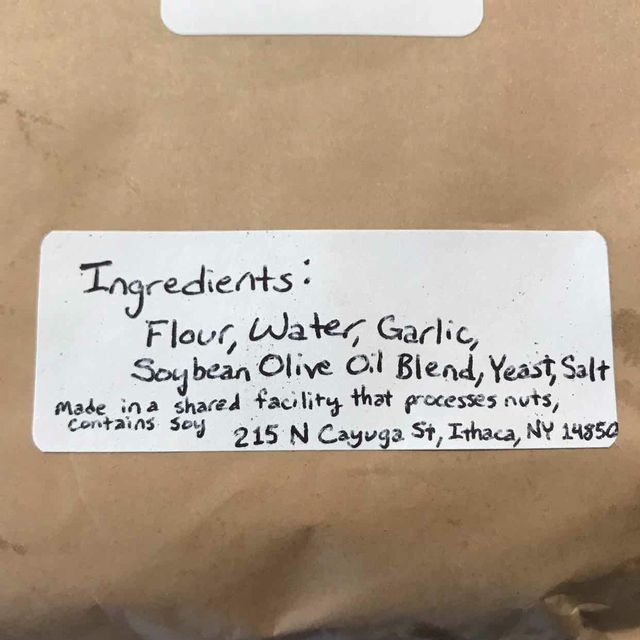 Ingredients:
Flour, Water, Garlic,
Soybean Olive Oil Blend, Yeast, Salt
Made in a shared facility that processes nuts,
contains soy
215 N Cayuga St, Ithaca, NY 14850